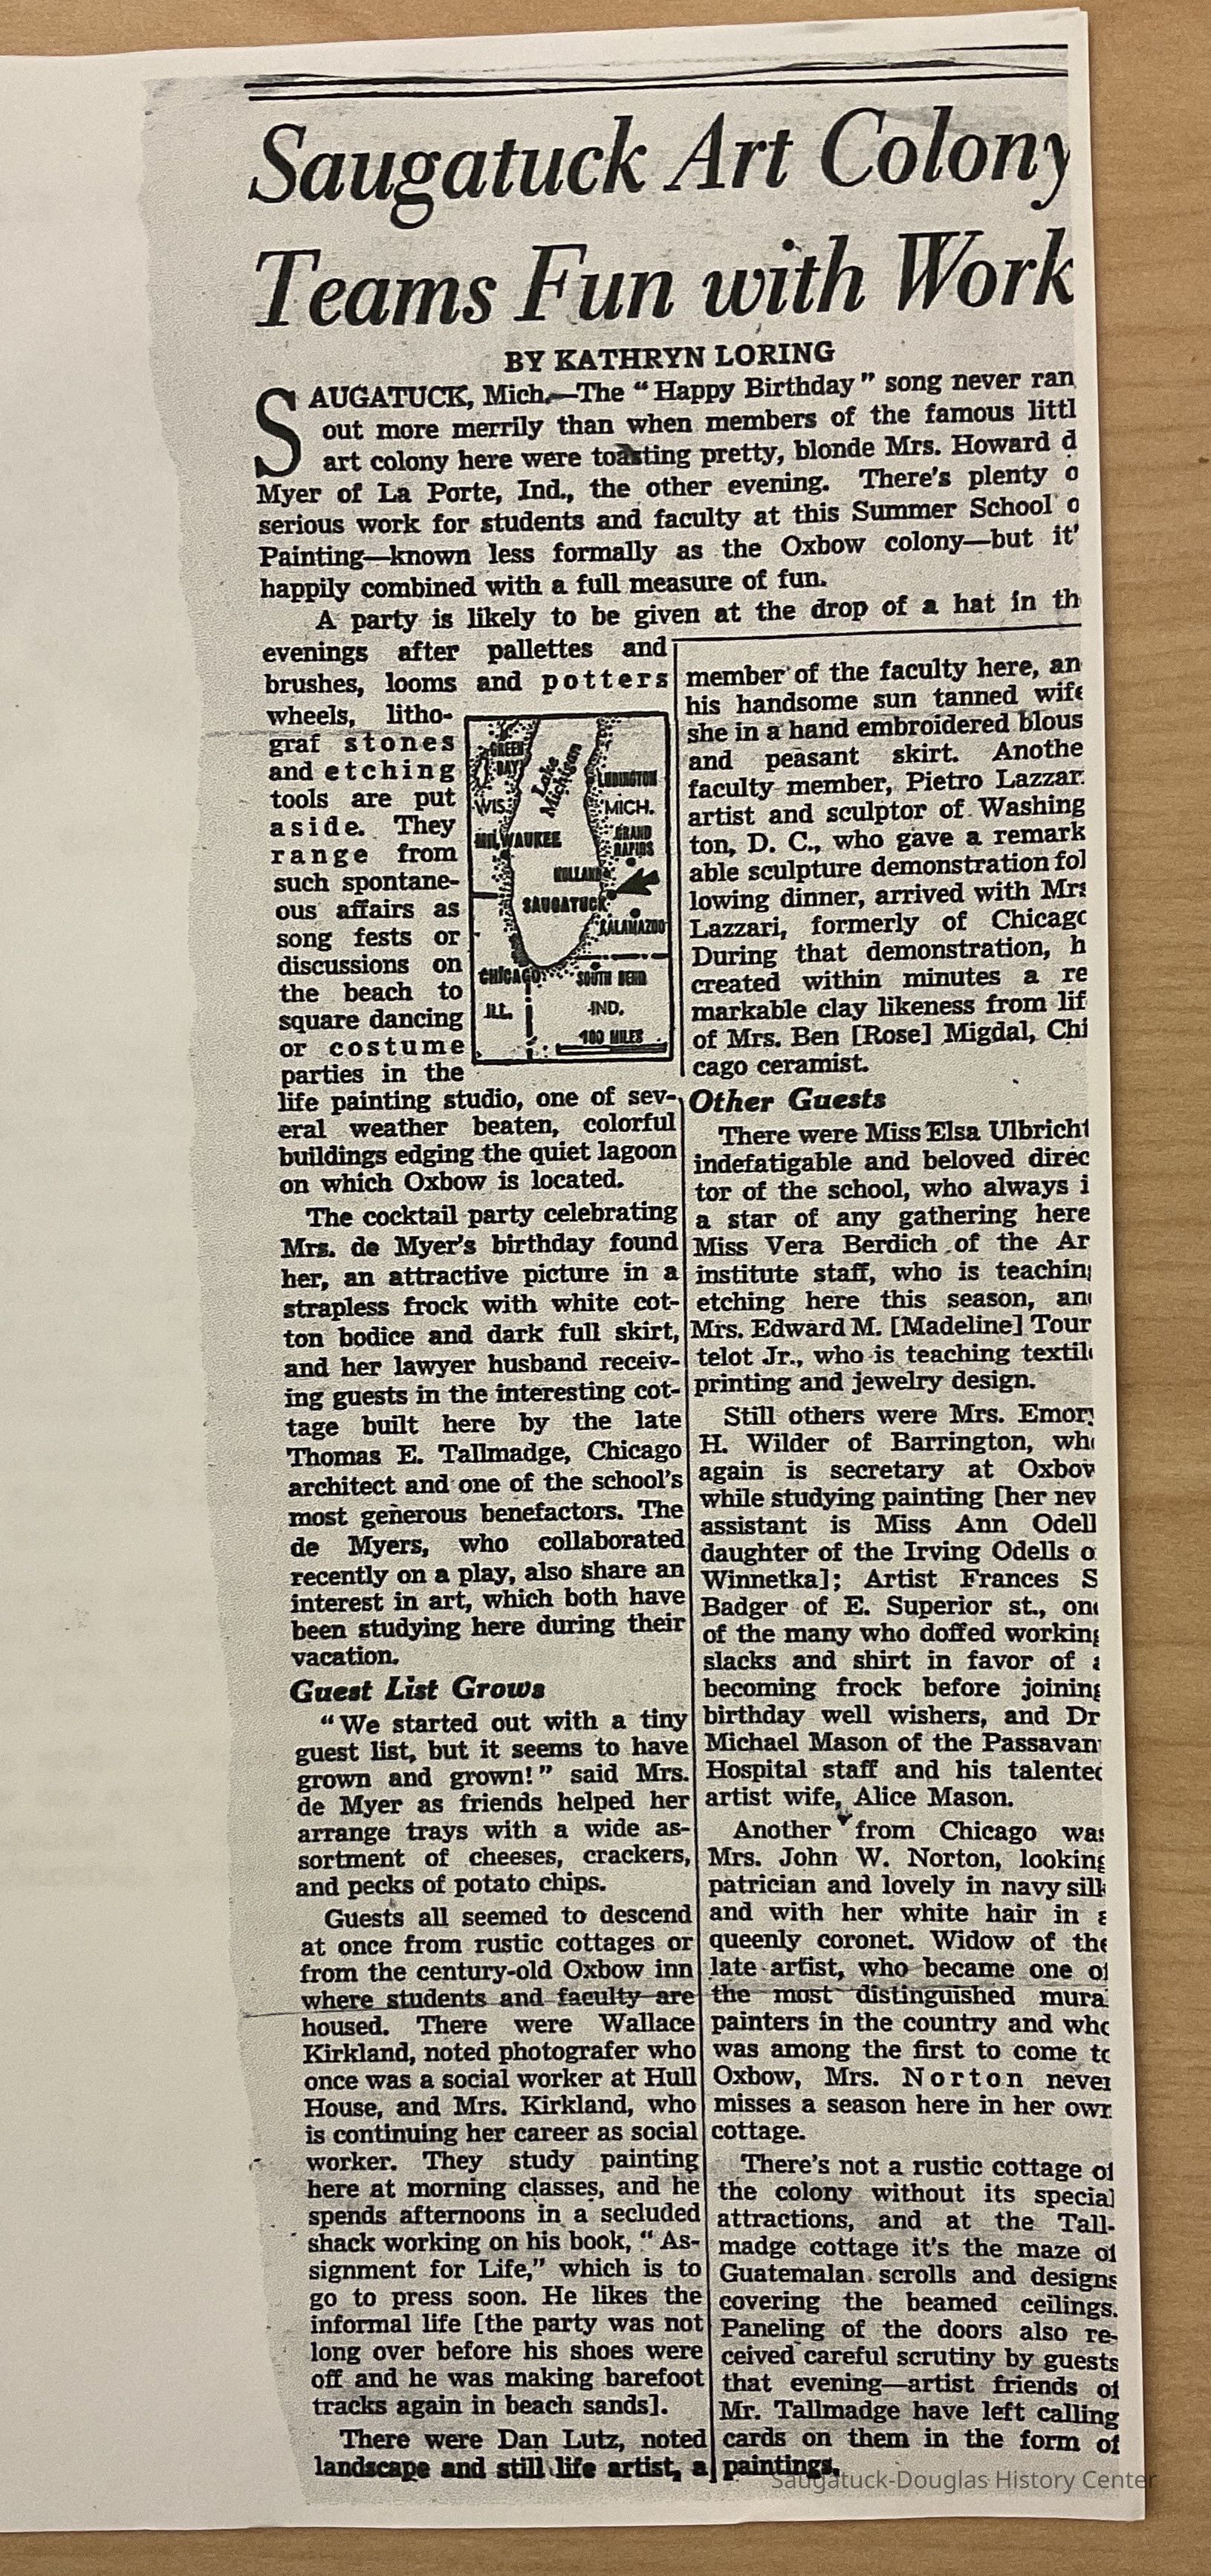 Saugatuck Art Colony
Teams Fun with Work
BY KATHRYN LORING
SAUGATUCK, Mich.—The "Happy Birthday" song never ran
out more merrily than when members of the famous littl
art colony here were toasting pretty, blonde Mrs. Howard d
Myer of La Porte, Ind., the other evening. There's plenty o
serious work for students and faculty at this Summer School o
Painting—known less formally as the Oxbow colony—but it'
happily combined with a full measure of fun.
A party is likely to be given at the drop of a hat in th
evenings after pallettes and
brushes, looms and potters
wheels, litho-
graf stones
and etching
tools are put
aside. They
range from
such spontane-
ous affairs as
song fests or
discussions on
the beach to
square dancing
or costume
parties in the
life painting studio, one of sev-
eral weather beaten, colorful
buildings edging the quiet lagoon
on which Oxbow is located.
The cocktail party celebrating
Mrs. de Myer's birthday found
her, an attractive picture in a
strapless frock with white cot-
ton bodice and dark full skirt,
and her lawyer husband receiv-
ing guests in the interesting cot-
tage built here by the late
Thomas E. Tallmadge, Chicago
architect and one of the school's
most generous benefactors. The
de Myers, who collaborated
recently on a play, also share an
interest in art, which both have
been studying here during their
vacation.
Guest List Grows
"We started out with a tiny
guest list, but it seems to have
grown and grown!" said Mrs.
de Myer as friends helped her
arrange trays with a wide as-
sortment of cheeses, crackers,
and pecks of potato chips.
Guests all seemed to descend
at once from rustic cottages or
from the century-old Oxbow inn
where students and faculty are
housed. There were Wallace
Kirkland, noted photografer who
once was a social worker at Hull
House, and Mrs. Kirkland, who
is continuing her career as social
worker. They study painting
here at morning classes, and he
spends afternoons in a secluded
shack working on his book, "As-
signment for Life," which is to
go to press soon. He likes the
informal life [the party was not
long over before his shoes were
off and he was making barefoot
tracks again in beach sands].
There were Dan Lutz, noted
landscape and still life artist, a
GREEN
BAY
Lake
Michigan
LUDINGTON
WIS.
MICH.
MILWAUKEE
GRAND
RAPIDS
HOLLAND
SAUGATUCK
KALAMAZOO
CHICAGO
SOUTH BEND
ILL.
IND.
100 MILES
member of the faculty here, an
his handsome sun tanned wife
she in a hand embroidered blous
and peasant skirt. Anothe
faculty member, Pietro Lazzar
artist and sculptor of Washing
ton, D. C., who gave a remark
able sculpture demonstration fol
lowing dinner, arrived with Mrs
Lazzari, formerly of Chicago
During that demonstration, h
created within minutes a re
markable clay likeness from lif
of Mrs. Ben [Rose] Migdal, Chi
cago ceramist.
Other Guests
There were Miss Elsa Ulbricht
indefatigable and beloved direc
tor of the school, who always i
a star of any gathering here
Miss Vera Berdich of the Ar
institute staff, who is teaching
etching here this season, an
Mrs. Edward M. [Madeline] Tour
telot Jr., who is teaching textil
printing and jewelry design.
Still others were Mrs. Emory
H. Wilder of Barrington, wh
again is secretary at Oxbow
while studying painting [her new
assistant is Miss Ann Odell
daughter of the Irving Odells o
Winnetka]; Artist Frances S
Badger of E. Superior st., one
of the many who doffed working
slacks and shirt in favor of a
becoming frock before joining
birthday well wishers, and Dr
Michael Mason of the Passavan
Hospital staff and his talented
artist wife, Alice Mason.
Another from Chicago was
Mrs. John W. Norton, looking
patrician and lovely in navy silk
and with her white hair in a
queenly coronet. Widow of the
late artist, who became one of
the most distinguished mura
painters in the country and who
was among the first to come to
Oxbow, Mrs. Norton never
misses a season here in her own
cottage.
There's not a rustic cottage of
the colony without its special
attractions, and at the Tall-
madge cottage it's the maze of
Guatemalan scrolls and designs
covering the beamed ceilings.
Paneling of the doors also re-
ceived careful scrutiny by guests
that evening—artist friends of
Mr. Tallmadge have left calling
cards on them in the form of
paintings.
Saugatuck-Douglas History Center